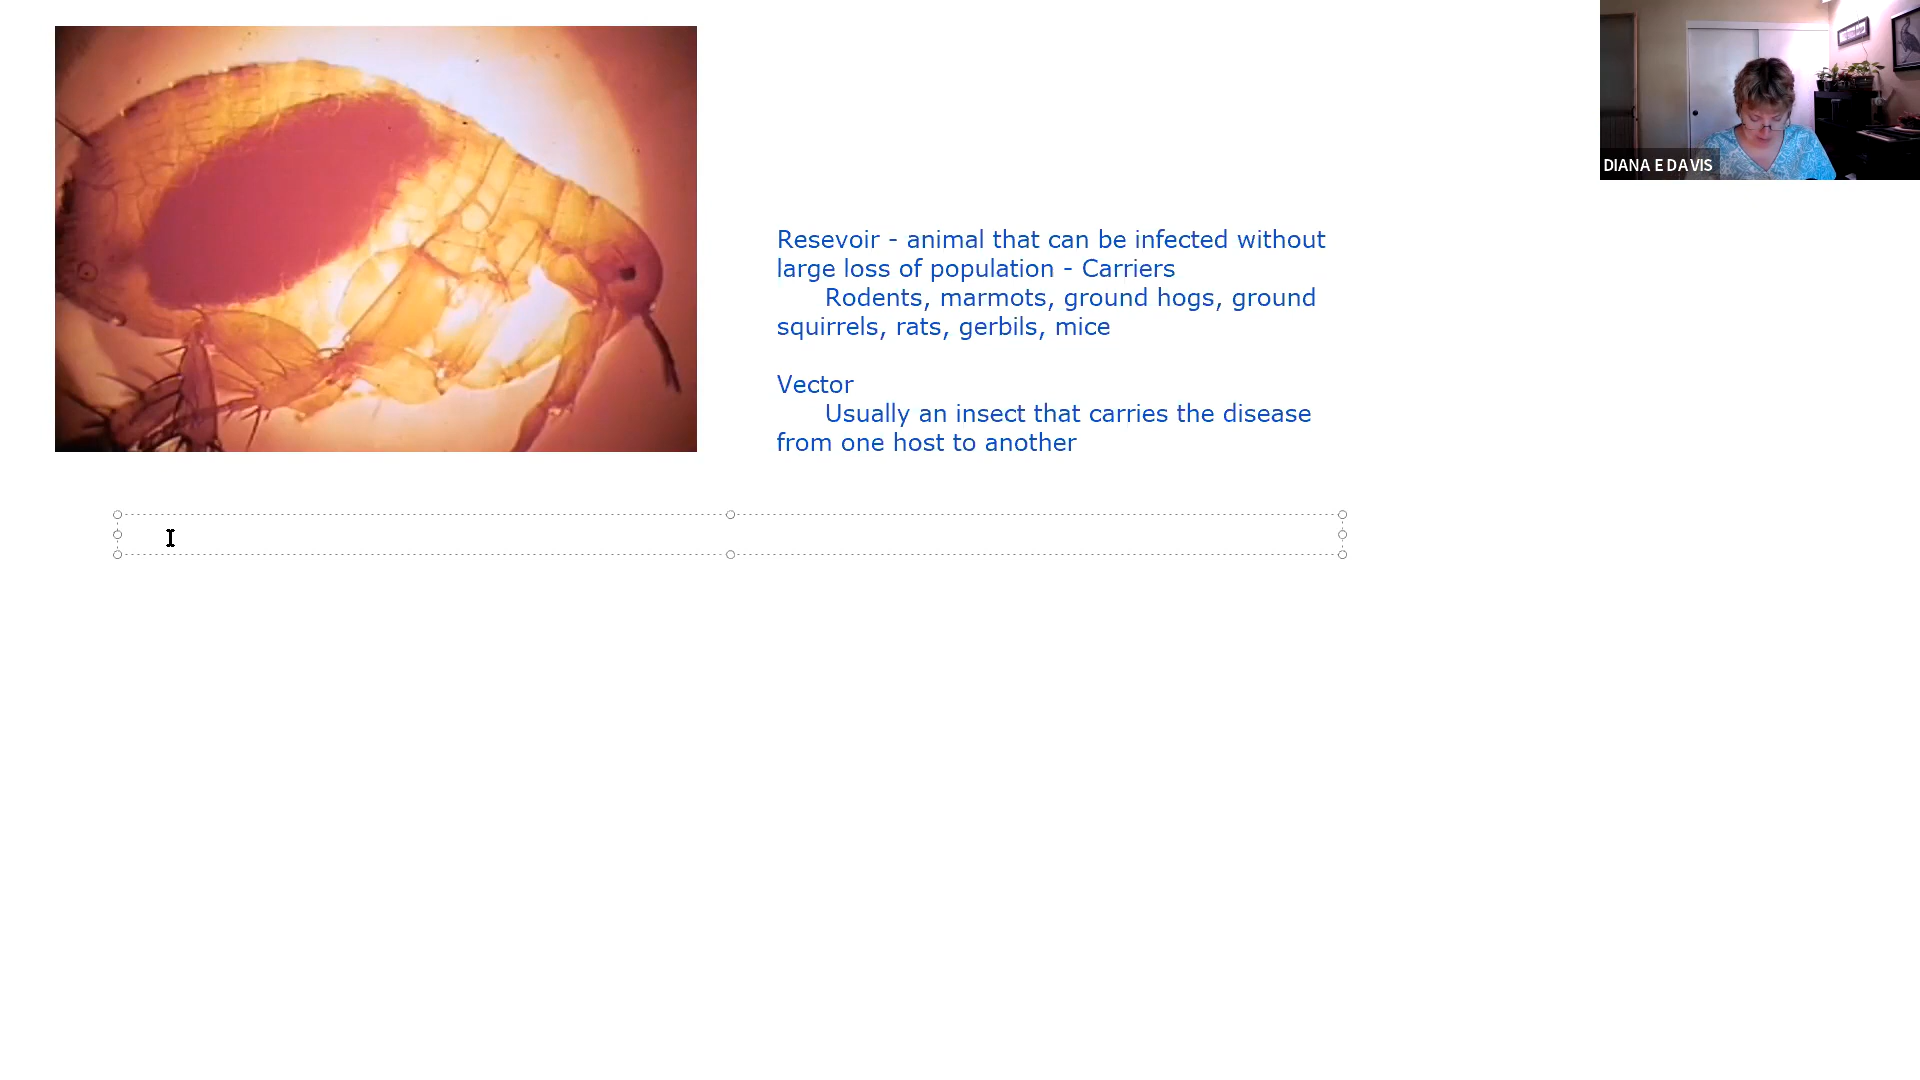 DIANA E DAVIS
Resevoir - animal that can be infected without
large loss of population - Carriers
Rodents, marmots, ground hogs, ground
squirrels, rats, gerbils, mice
Vector
Usually an insect that carries the disease
from one host to another